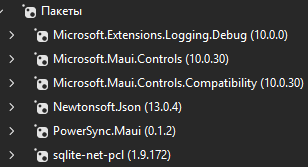 Пакеты
Microsoft.Extensions.Logging.Debug (10.0.0)
Microsoft.Maui.Controls (10.0.30)
Microsoft.Maui.Controls.Compatibility (10.0.30)
Newtonsoft.Json (13.0.4)
PowerSync.Maui (0.1.2)
sqlite-net-pcl (1.9.172)